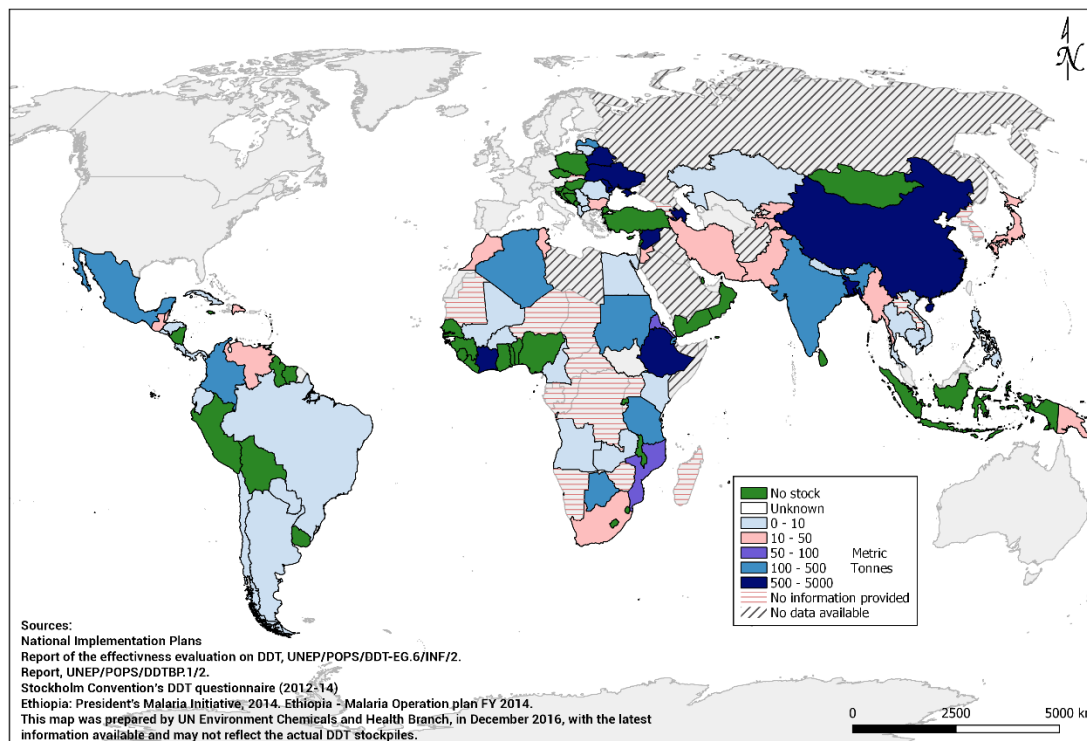 N
No stock
Unknown
0 - 10
10 - 50
50 - 100 Metric
100 - 500 Tonnes
500 - 5000
No information provided
No data available
Sources:
National Implementation Plans
Report of the effectivness evaluation on DDT, UNEP/POPS/DDT-EG.6/INF/2.
Report, UNEP/POPS/DDTBP.1/2.
Stockholm Convention's DDT questionnaire (2012-14)
Ethiopia: President's Malaria Initiative, 2014. Ethiopia - Malaria Operation plan FY 2014.
This map was prepared by UN Environment Chemicals and Health Branch, in December 2016, with the latest
information available and may not reflect the actual DDT stockpiles.
0 2500 5000 km